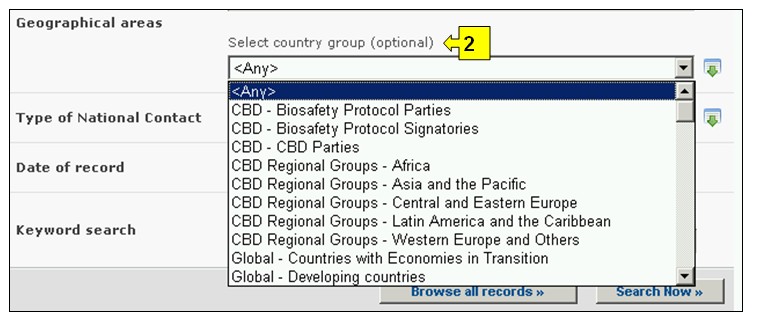 Geographical areas
Select country group (optional)
2
<Any>
<Any>
CBD - Biosafety Protocol Parties
CBD - Biosafety Protocol Signatories
CBD - CBD Parties
CBD Regional Groups - Africa
CBD Regional Groups - Asia and the Pacific
CBD Regional Groups - Central and Eastern Europe
CBD Regional Groups - Latin America and the Caribbean
CBD Regional Groups - Western Europe and Others
Global - Countries with Economies in Transition
Global - Developing countries
Type of National Contact
Date of record
Keyword search
Browse all records »
Search Now »